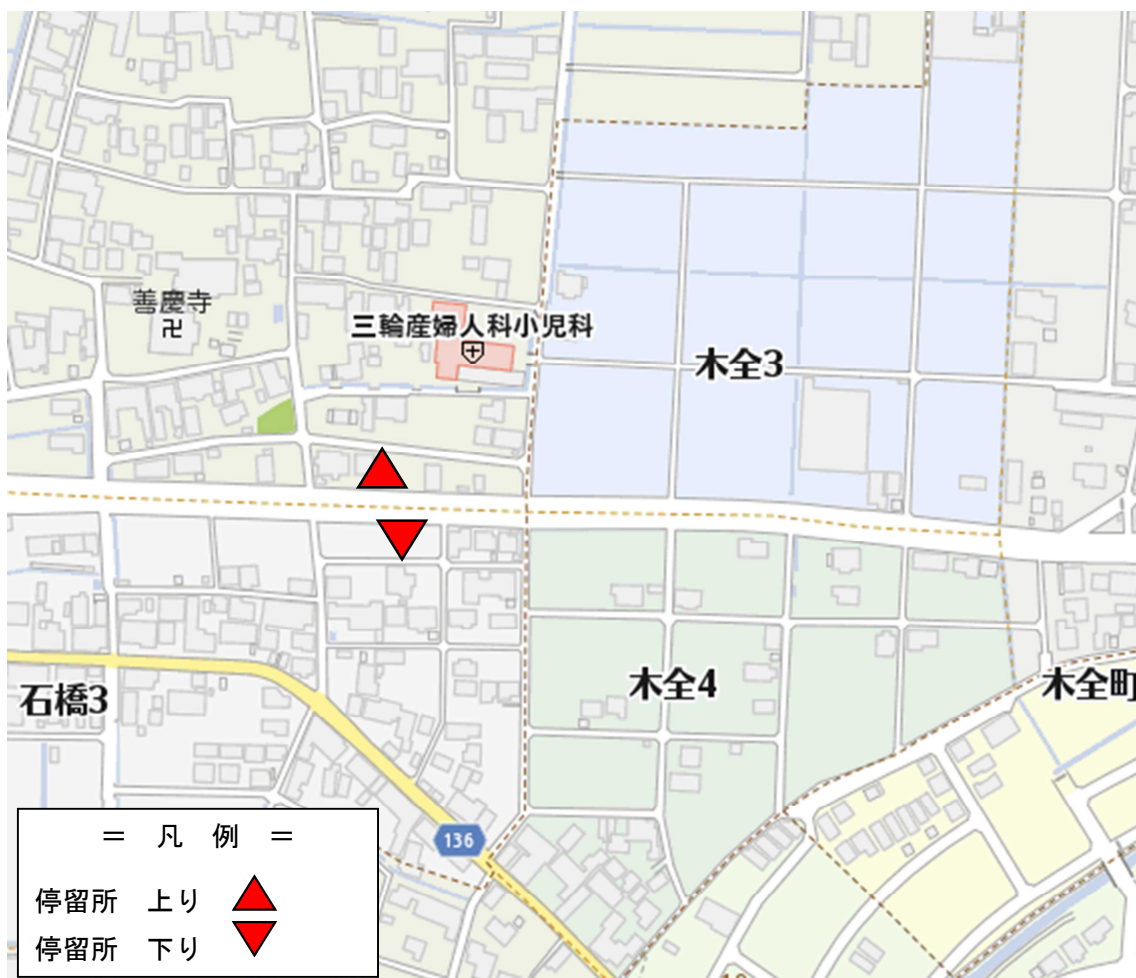 善慶寺
卍
三輪産婦人科小児科
木全3
木全4
石橋3
木全町
136
＝　凡　例　＝
停留所　上り
停留所　下り